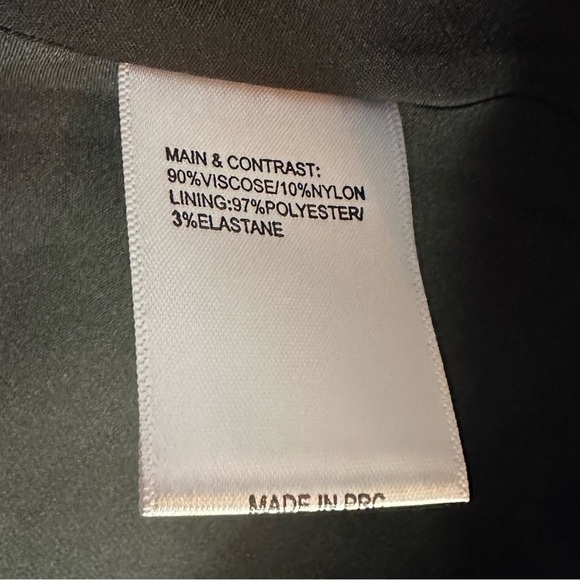 MAIN & CONTRAST:
90%VISCOSE/10%NYLON
LINING:97%POLYESTER/
3%ELASTANE
MADE IN PRC